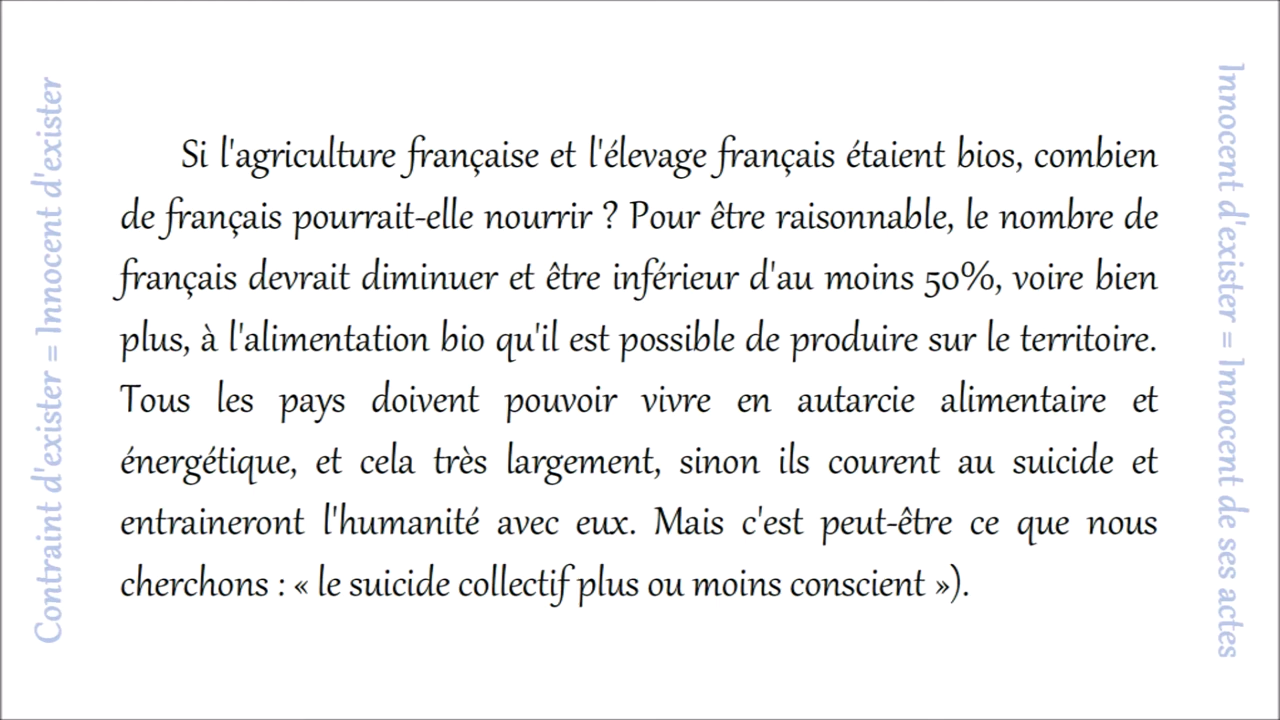 Contraint d'exister = Innocent d'exister
Si l'agriculture française et l'élevage français étaient bios, combien
de français pourrait-elle nourrir ? Pour être raisonnable, le nombre de
français devrait diminuer et être inférieur d'au moins 50%, voire bien
plus, à l'alimentation bio qu'il est possible de produire sur le territoire.
Tous les pays doivent pouvoir vivre en autarcie alimentaire et
énergétique, et cela très largement, sinon ils courent au suicide et
entraineront l'humanité avec eux. Mais c'est peut-être ce que nous
cherchons : « le suicide collectif plus ou moins conscient »).
Innocent d'exister = Innocent de ses actes